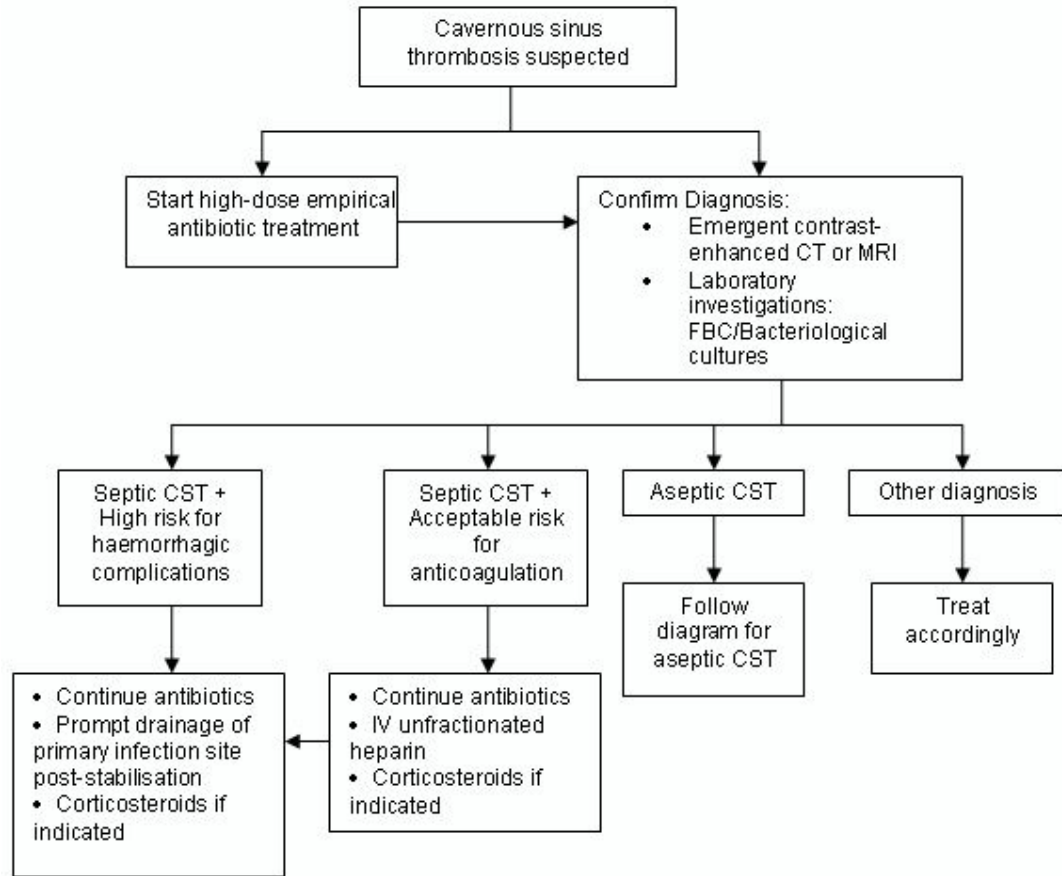 Cavernous sinus
thrombosis suspected
Start high-dose empirical
antibiotic treatment
Confirm Diagnosis:
• Emergent contrast-
enhanced CT or MRI
• Laboratory
investigations:
FBC/Bacteriological
cultures
Septic CST +
High risk for
haemorrhagic
complications
Septic CST +
Acceptable risk
for
anticoagulation
Aseptic CST
Other diagnosis
Follow
diagram for
aseptic CST
Treat
accordingly
• Continue antibiotics
• Prompt drainage of
primary infection site
post-stabilisation
• Corticosteroids if
indicated
• Continue antibiotics
• IV unfractionated
heparin
• Corticosteroids if
indicated